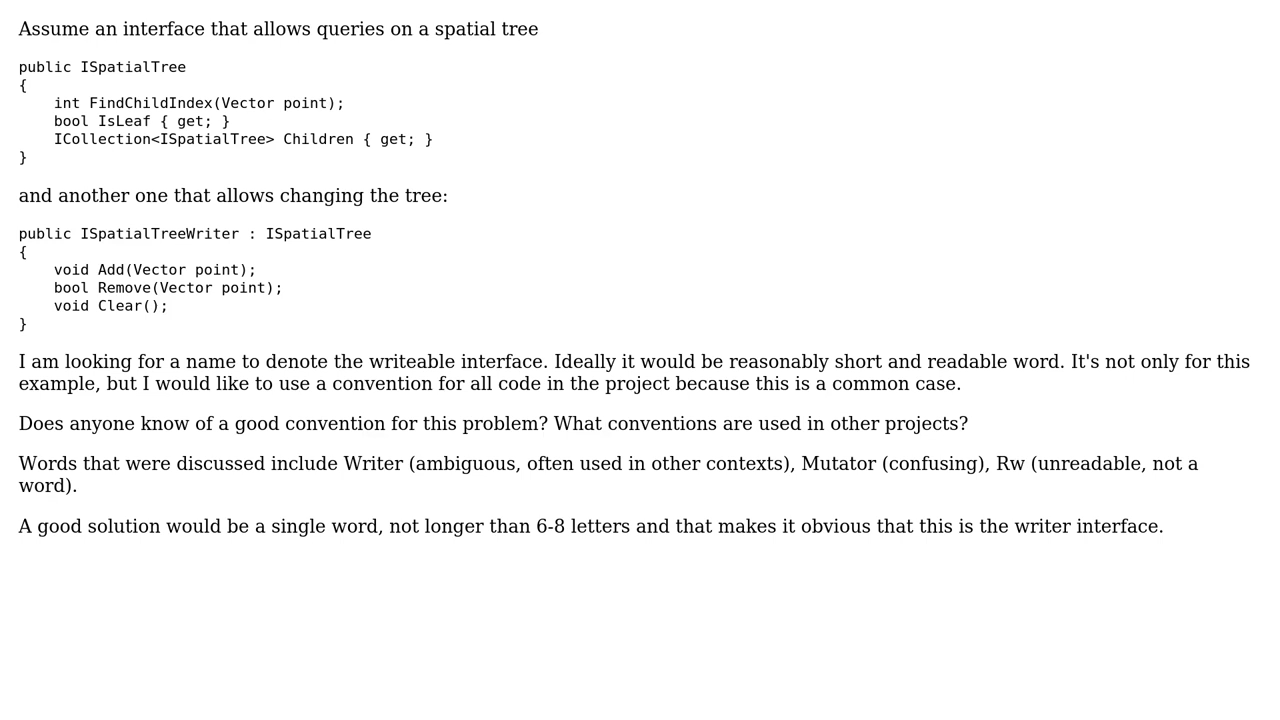 Assume an interface that allows queries on a spatial tree
public ISpatialTree
{
    int FindChildIndex(Vector point);
    bool IsLeaf { get; }
    ICollection<ISpatialTree> Children { get; }
}
and another one that allows changing the tree:
public ISpatialTreeWriter : ISpatialTree
{
    void Add(Vector point);
    bool Remove(Vector point);
    void Clear();
}
I am looking for a name to denote the writeable interface. Ideally it would be reasonably short and readable word. It's not only for this
example, but I would like to use a convention for all code in the project because this is a common case.
Does anyone know of a good convention for this problem? What conventions are used in other projects?
Words that were discussed include Writer (ambiguous, often used in other contexts), Mutator (confusing), Rw (unreadable, not a
word).
A good solution would be a single word, not longer than 6-8 letters and that makes it obvious that this is the writer interface.